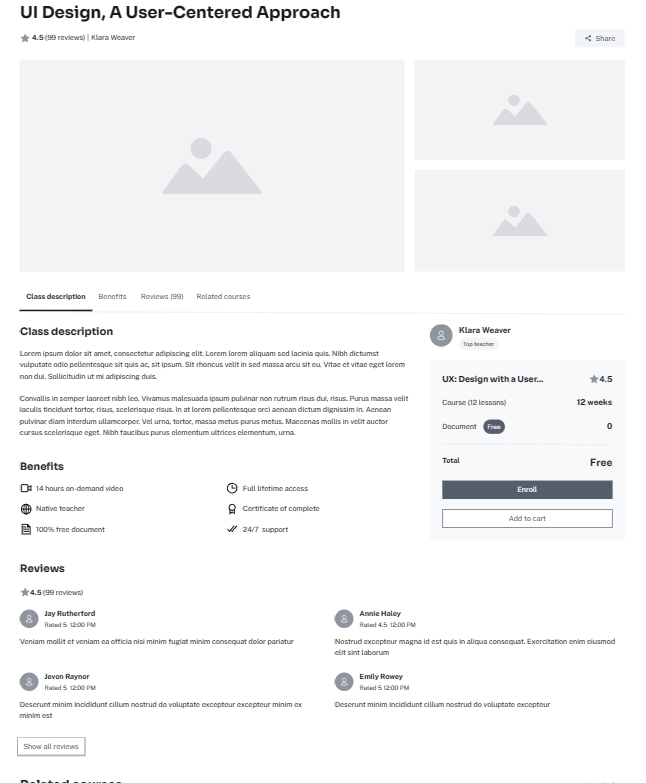 UI Design, A User-Centered Approach
4.5 (99 reviews) | Klara Weaver
Share
Class description
Benefits
Reviews (99)
Related courses
Class description
Lorem ipsum dolor sit amet, consectetur adipiscing elit. Lorem lorem aliquam sed lacinia quis. Nibh dictumst
vulputate odio pellentesque sit quis ac, sit ipsum. Sit rhoncus velit in sed massa arcu sit eu. Vitae et vitae eget lorem
non dui. Sollicitudin ut mi adipiscing duis.
Convallis in semper laoreet nibh leo. Vivamus malesuada ipsum pulvinar non rutrum risus dui, risus. Purus massa velit
iaculis tincidunt tortor, risus, scelerisque risus. In at lorem pellentesque orci aenean dictum dignissim in. Aenean
pulvinar diam interdum ullamcorper. Vel urna, tortor, massa metus purus metus. Maecenas mollis in velit auctor
cursus scelerisque eget. Nibh faucibus purus elementum ultrices elementum, urna.
Klara Weaver
Top teacher
UX: Design with a User...
4.5
Course (12 lessons)
12 weeks
Document
Free
0
Total
Free
Enroll
Add to cart
Benefits
14 hours on-demand video
Full lifetime access
Native teacher
Certificate of complete
100% free document
24/7 support
Reviews
4.5 (99 reviews)
Jay Rutherford
Rated 5 12:00 PM
Veniam mollit et veniam ea officia nisi minim fugiat minim consequat dolor pariatur
Annie Haley
Rated 4.5 12:00 PM
Nostrud excepteur magna id est quis in aliqua consequat. Exercitation enim eiusmod
elit sint laborum
Jevon Raynor
Rated 5 12:00 PM
Deserunt minim incididunt cillum nostrud do voluptate excepteur excepteur minim ex
minim est
Emily Rowey
Rated 5 12:00 PM
Deserunt minim incididunt cillum nostrud do voluptate excepteur
Show all reviews
Related courses